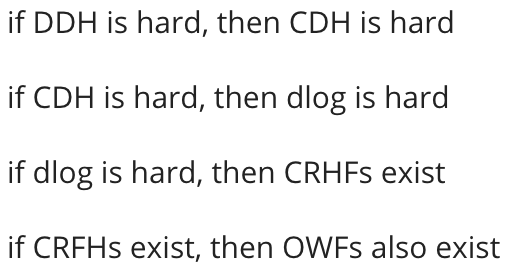 if DDH is hard, then CDH is hard
if CDH is hard, then dlog is hard
if dlog is hard, then CRHFs exist
if CRFHs exist, then OWFs also exist